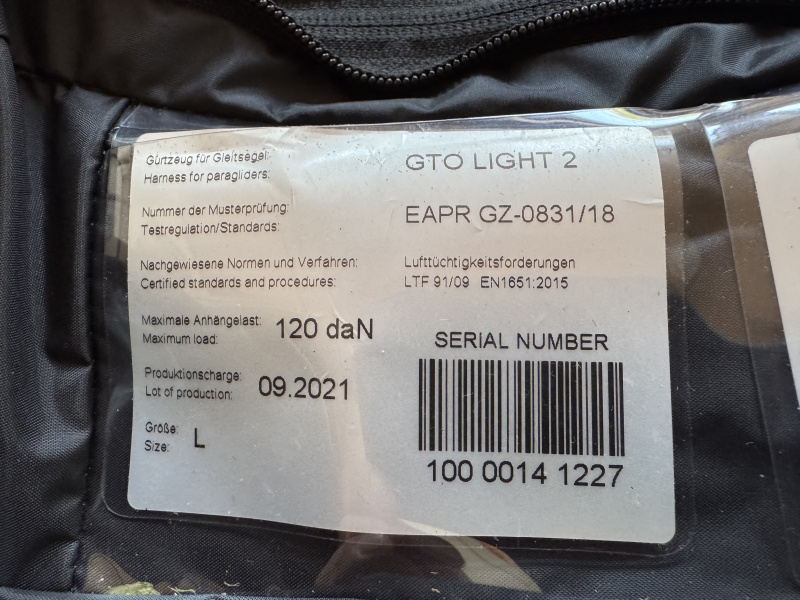 Gurtzeug für Gleitsegel:
Harness for paragliders:
GTO LIGHT 2
Nummer der Musterprüfung:
Testregulation/Standards:
EAPR GZ-0831/18
Nachgewiesene Normen und Verfahren:
Certified standards and procedures:
Lufttüchtigkeitsforderungen
LTF 91/09 EN1651:2015
Maximale Anhängelast:
Maximum load:
120 daN
Produktionscharge:
Lot of production:
09.2021
Größe:
Size:
L
SERIAL NUMBER
100 0014 1227